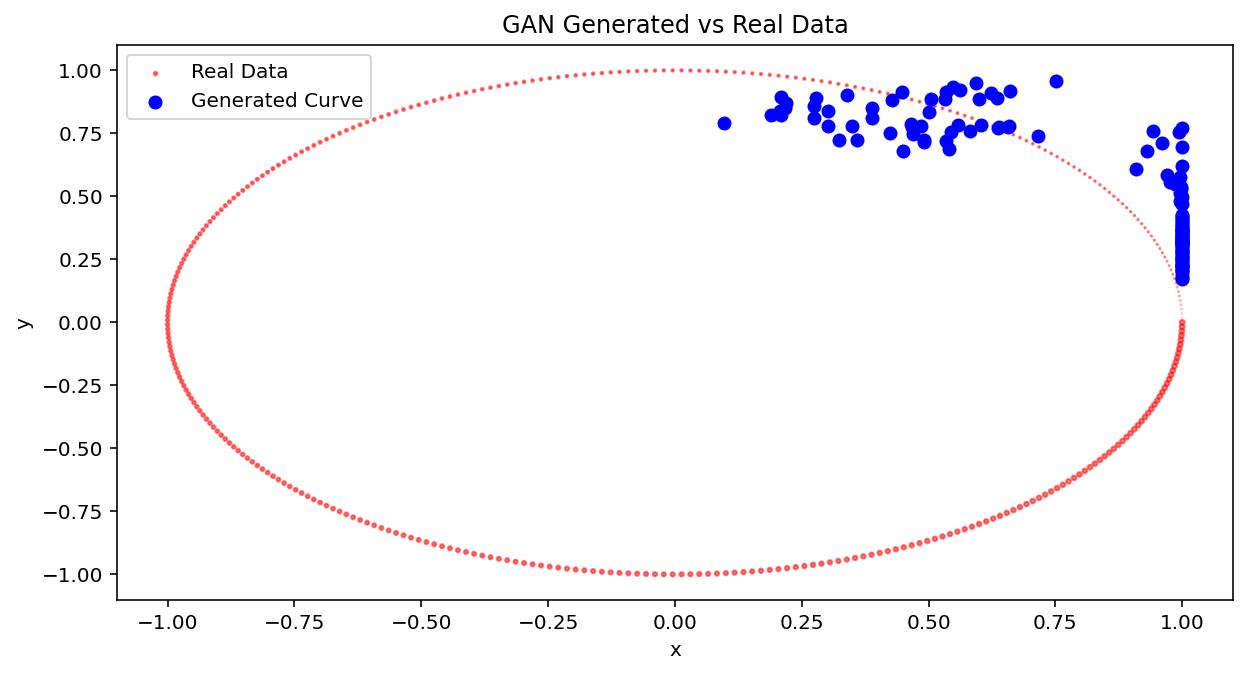 GAN Generated vs Real Data
Real Data
Generated Curve
1.00
0.75
0.50
0.25
0.00
−0.25
−0.50
−0.75
−1.00
y
−1.00 −0.75 −0.50 −0.25 0.00 0.25 0.50 0.75 1.00
x